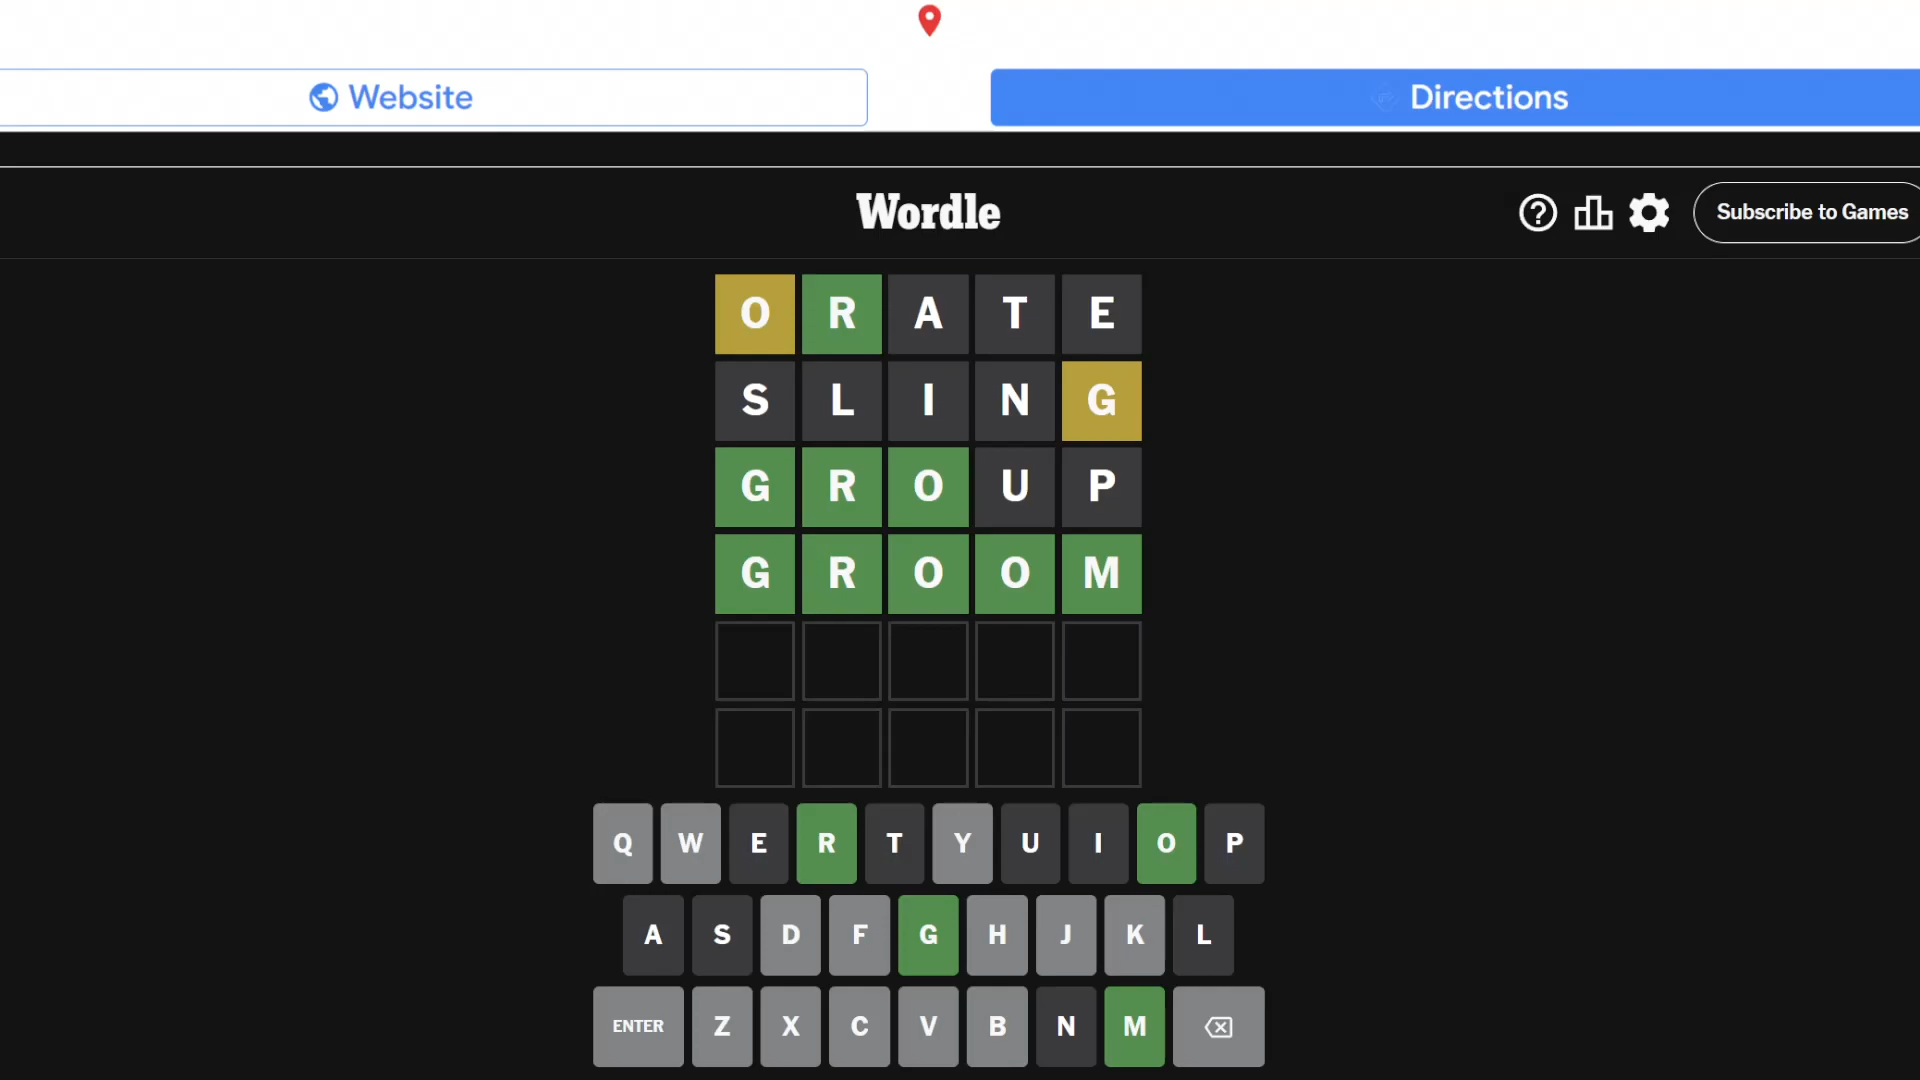 Website
Directions
Wordle
Subscribe to Games
O R A T E
S L I N G
G R O U P
G R O O M
Q W E R T Y U I O P
A S D F G H J K L
ENTER Z X C V B N M